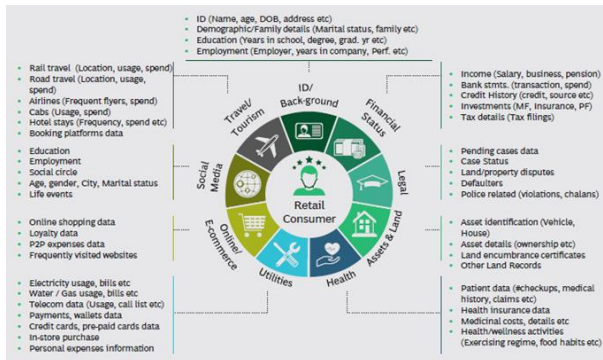 • ID (Name, age, DOB, address etc)
• Demographic/Family details (Marital status, family etc)
• Education (Years in school, degree, grad. yr etc)
• Employment (Employer, years in company, Perf. etc)
• Rail travel (Location, usage, spend)
• Road travel (Location, usage,
spend)
• Airlines (Frequent flyers, spend)
• Cabs (Usage, spend)
• Hotel stays (Frequency, spend etc)
• Booking platforms data
• Education
• Employment
• Social circle
• Age, gender, City, Marital status
• Life events
• Online shopping data
• Loyalty data
• P2P expenses data
• Frequently visited websites
• Electricity usage, bills etc
• Water / Gas usage, bills etc
• Telecom data (Usage, call list etc)
• Payments, wallets data
• Credit cards, pre-paid cards data
• In-store purchase
• Personal expenses information
Travel/
Tourism
ID/
Back-ground
Financial
Status
Social
Media
Legal
Retail
Consumer
Online/
E-commerce
Assets & Land
Utilities
Health
• Income (Salary, business, pension)
• Bank stmts. (transaction, spend)
• Credit History (credit, source etc)
• Investments (MF, Insurance, PF)
• Tax details (Tax filings)
• Pending cases data
• Case Status
• Land/property disputes
• Defaulters
• Police related (violations, chalans)
• Asset identification (Vehicle,
House)
• Asset details (ownership etc)
• Land encumbrance certificates
• Other Land Records
• Patient data (#checkups, medical
history, claims etc)
• Health insurance data
• Medicinal costs, details etc
• Health/wellness activities
(Exercising regime, food habits etc)